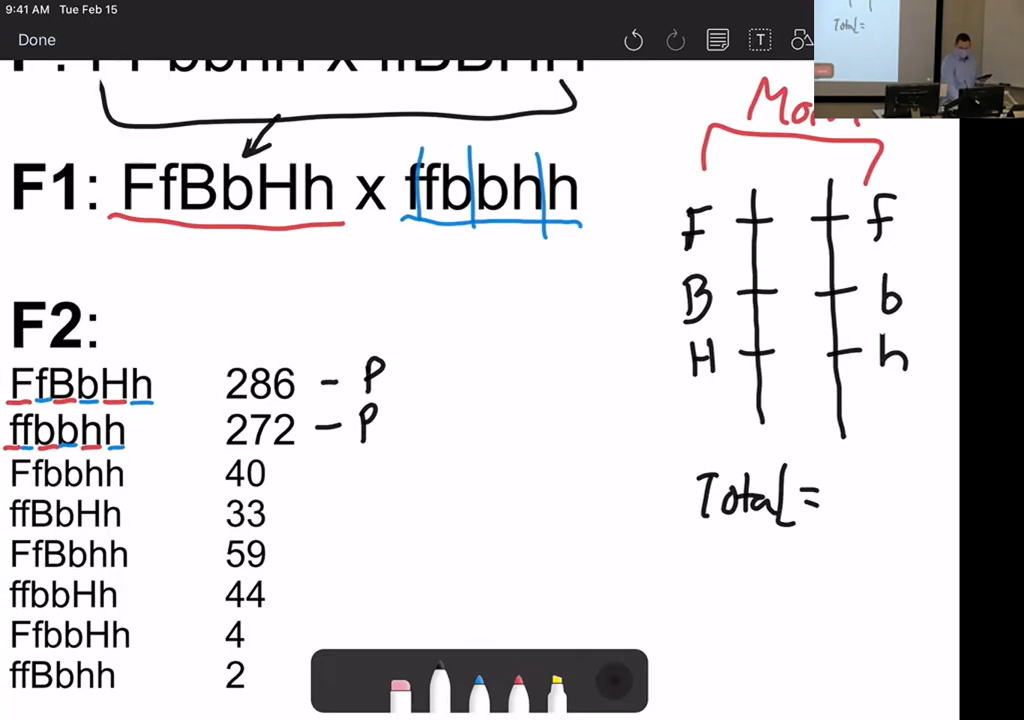 9:41 AM Tue Feb 15
Done
T
Total=
F1: FfBbHh x ffbbhh
F f
B b
H h
F2:
FfBbHh 286 - P
ffbbhh 272 - P
Ffbbhh 40
ffBbHh 33
FfBbhh 59
ffbbHh 44
FfbbHh 4
ffBbhh 2
Total=